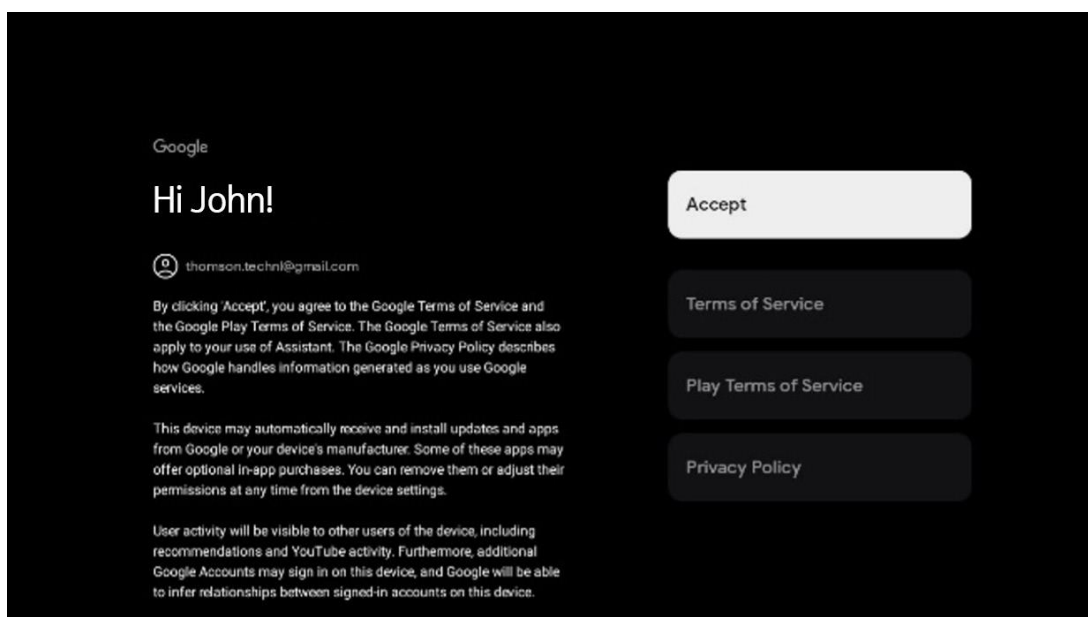 Google
Hi John!
thomson.technl@gmail.com
By clicking 'Accept', you agree to the Google Terms of Service and
the Google Play Terms of Service. The Google Terms of Service also
apply to your use of Assistant. The Google Privacy Policy describes
how Google handles information generated as you use Google
services.
This device may automatically receive and install updates and apps
from Google or your device's manufacturer. Some of these apps may
offer optional in-app purchases. You can remove them or adjust their
permissions at any time from the device settings.
User activity will be visible to other users of the device, including
recommendations and YouTube activity. Furthermore, additional
Google Accounts may sign in on this device, and Google will be able
to infer relationships between signed-in accounts on this device.
Accept
Terms of Service
Play Terms of Service
Privacy Policy